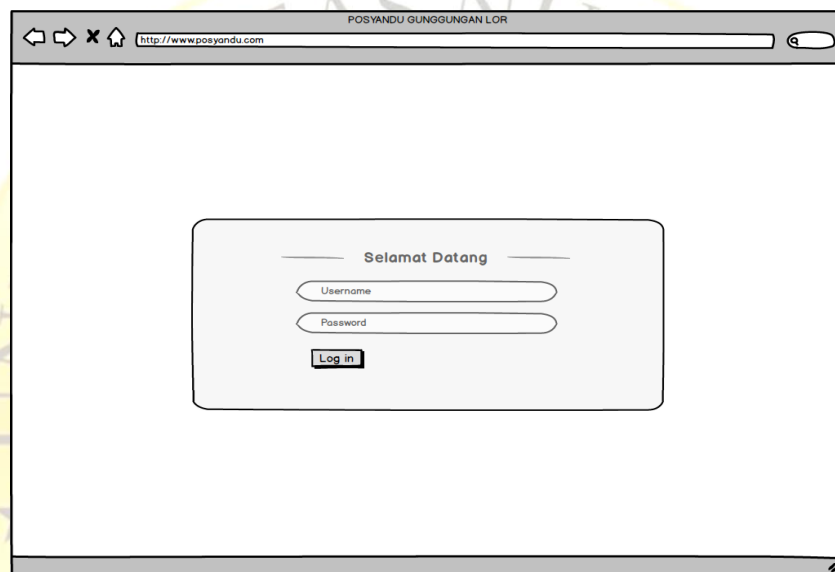 POSYANDU GUNGGUNGAN LOR
http://www.posyandu.com
Selamat Datang
Username
Password
Log in